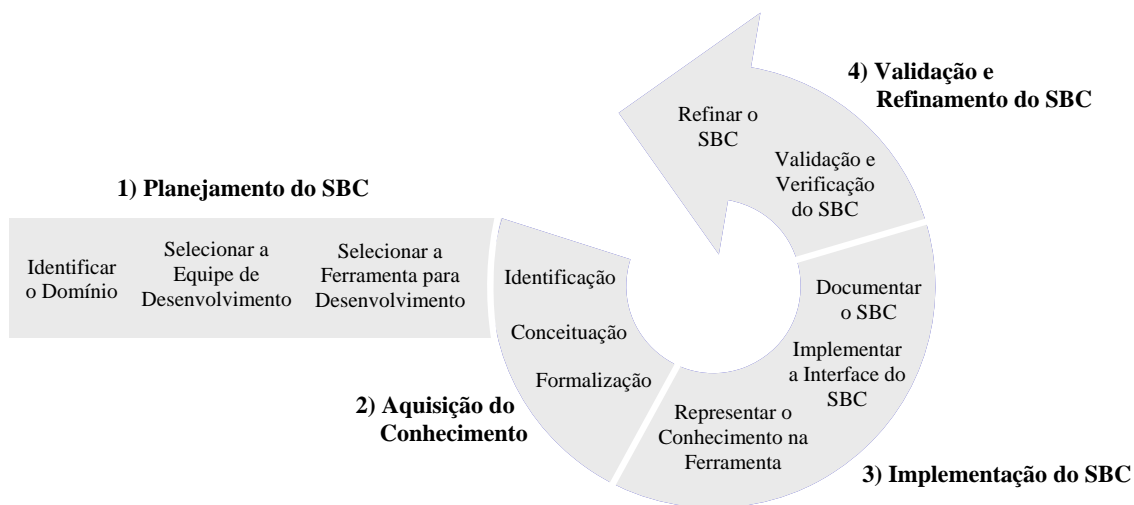 1) Planejamento do SBC
Identificar
o Domínio
Selecionar a
Equipe de
Desenvolvimento
Selecionar a
Ferramenta para
Desenvolvimento
2) Aquisição do
Conhecimento
Identificação
Conceituação
Formalização
3) Implementação do SBC
Representar o
Conhecimento na
Ferramenta
Implementar
a Interface do
SBC
Documentar
o SBC
4) Validação e
Refinamento do SBC
Validação e
Verificação
do SBC
Refinar o
SBC